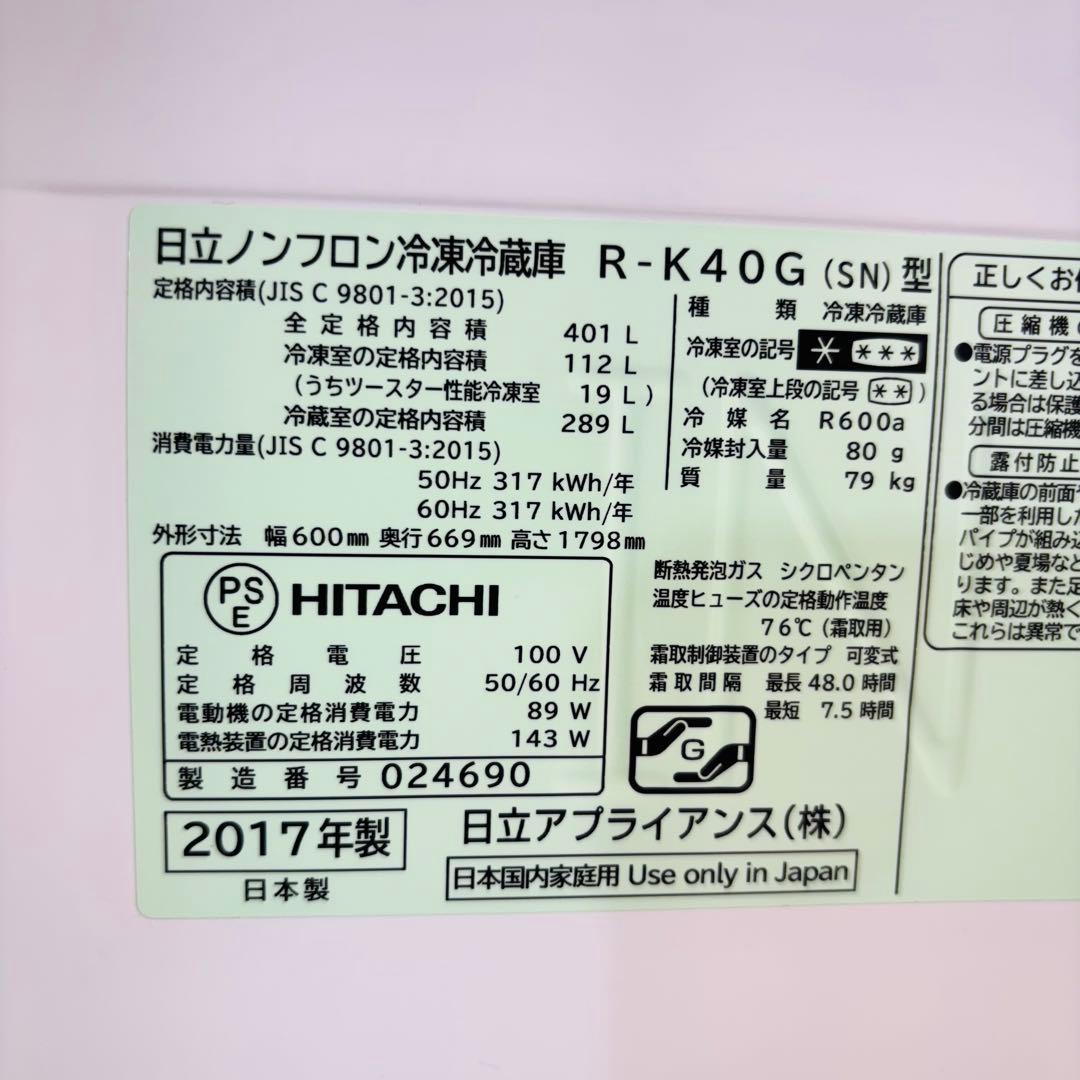 日立ノンフロン冷凍冷蔵庫 R-K40G (SN) 型
定格内容積(JIS C 9801-3:2015)
全定格内容積 401 L
冷凍室の定格内容積 112 L
(うちツースター性能冷凍室 19 L)
冷蔵室の定格内容積 289 L
消費電力量(JIS C 9801-3:2015)
50Hz 317 kWh/年
60Hz 317 kWh/年
外形寸法 幅600mm 奥行669mm 高さ1798mm
種類 冷凍冷蔵庫
冷凍室の記号 * ***
(冷凍室上段の記号 **)
冷媒名 R600a
冷媒封入量 80 g
質量 79 kg
PSE HITACHI
定格電圧 100 V
定格周波数 50/60 Hz
電動機の定格消費電力 89 W
電熱装置の定格消費電力 143 W
製造番号 024690
断熱発泡ガス シクロペンタン
温度ヒューズの定格動作温度
76℃(霜取用)
霜取制御装置のタイプ 可変式
霜取間隔 最長 48.0 時間
最短 7.5 時間
G
2017年製
日本製
日立アプライアンス(株)
日本国内家庭用 Use only in Japan
正しくお
圧縮機
●電源プラグを
ントに差し込
る場合は保護
分間は圧縮機
露付防止
●冷蔵庫の前面や
一部を利用した
パイプが組み込
じめや夏場など
ります。また足
床や周辺が熱く
これらは異常で